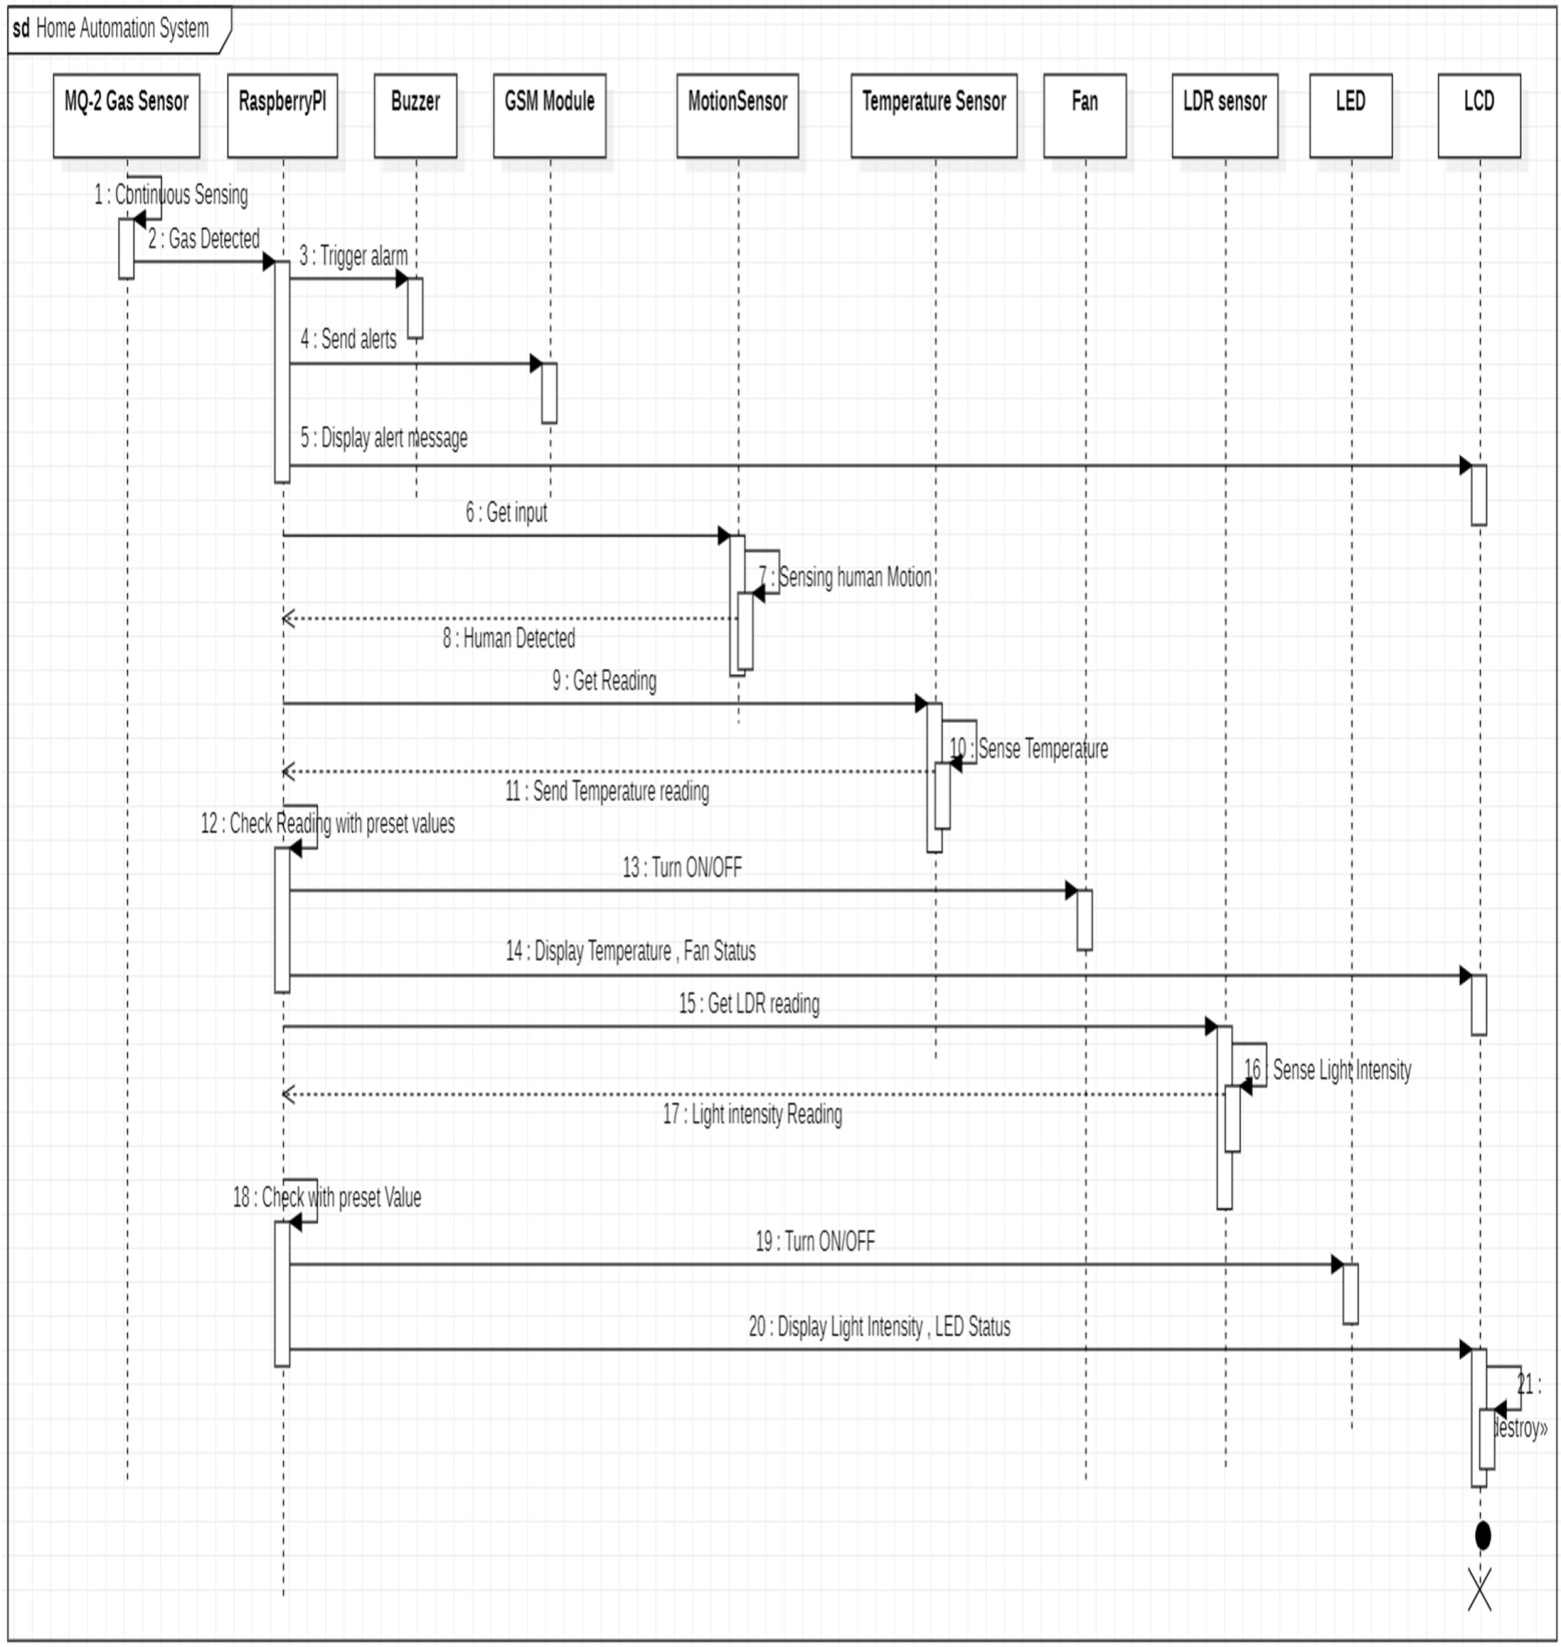 sd Home Automation System
MQ-2 Gas Sensor
RaspberryPI
Buzzer
GSM Module
MotionSensor
Temperature Sensor
Fan
LDR sensor
LED
LCD
1 : Continuous Sensing
2 : Gas Detected
3 : Trigger alarm
4 : Send alerts
5 : Display alert message
6 : Get input
7 : Sensing human Motion
8 : Human Detected
9 : Get Reading
10 : Sense Temperature
11 : Send Temperature reading
12 : Check Reading with preset values
13 : Turn ON/OFF
14 : Display Temperature , Fan Status
15 : Get LDR reading
16 : Sense Light Intensity
17 : Light intensity Reading
18 : Check with preset Value
19 : Turn ON/OFF
20 : Display Light Intensity , LED Status
21 :
destroy»